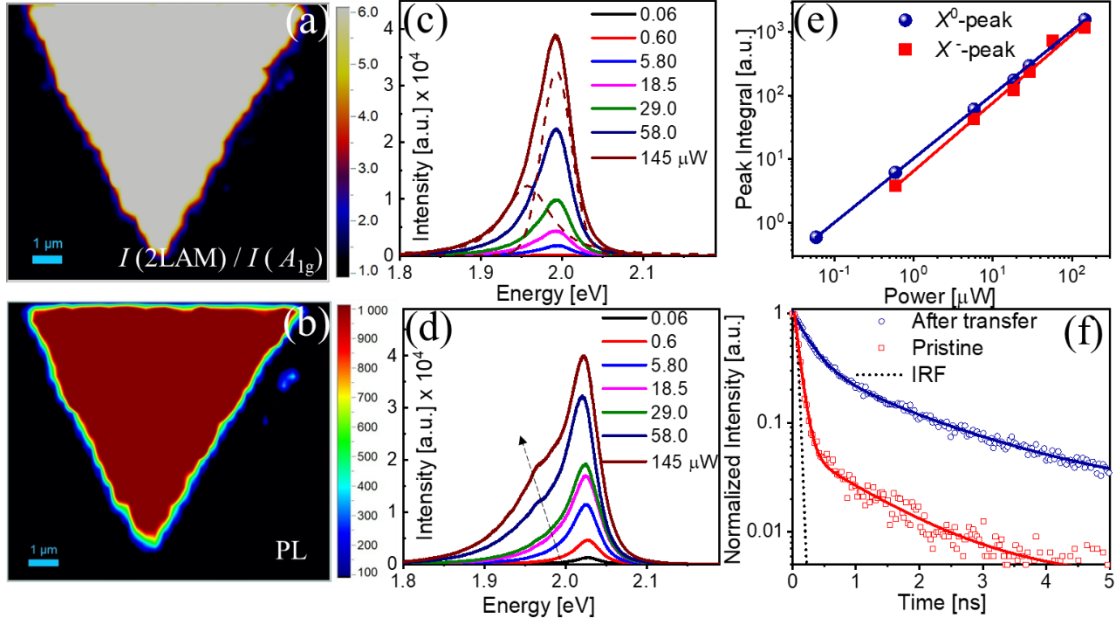 (a)
6.0
5.0
4.0
3.0
2.0
1.0
1 µm
I (2LAM) / I (A1g)
(b)
1 000
900
800
700
600
500
400
300
200
100
1 µm
PL
(c)
Intensity [a.u.] x 10^4
4
3
2
1
0
1.8 1.9 2.0 2.1
Energy [eV]
0.06
0.60
5.80
18.5
29.0
58.0
145 µW
(d)
Intensity [a.u.] x 10^4
4
3
2
1
0
1.8 1.9 2.0 2.1
Energy [eV]
0.06
0.6
5.80
18.5
29.0
58.0
145 µW
(e)
X^0-peak
X^--peak
Peak Integral [a.u.]
10^3
10^2
10^1
10^0
10^-1 10^0 10^1 10^2
Power [µW]
(f)
After transfer
Pristine
IRF
Normalized Intensity [a.u.]
1
0.1
0.01
0 1 2 3 4 5
Time [ns]